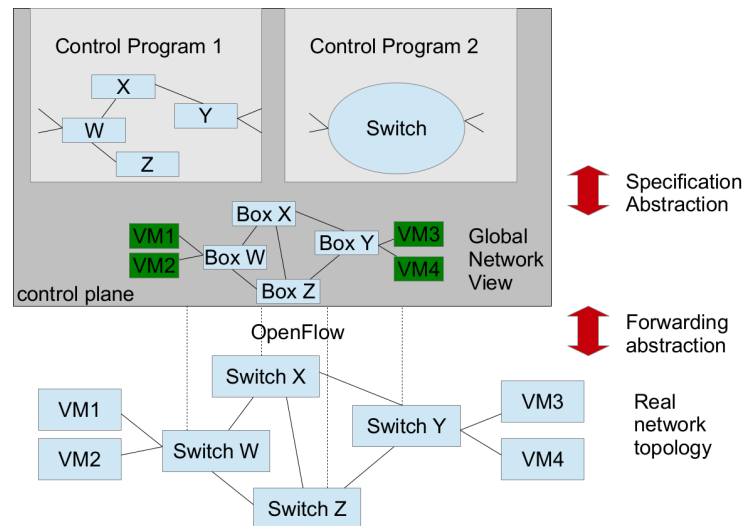 Control Program 1
Control Program 2
X
Y
W
Z
Switch
Specification
Abstraction
Box X
VM1
VM2
Box W
Box Y
VM3
VM4
Box Z
Global
Network
View
control plane
OpenFlow
Forwarding
abstraction
Switch X
VM1
VM2
Switch W
Switch Y
VM3
VM4
Switch Z
Real
network
topology